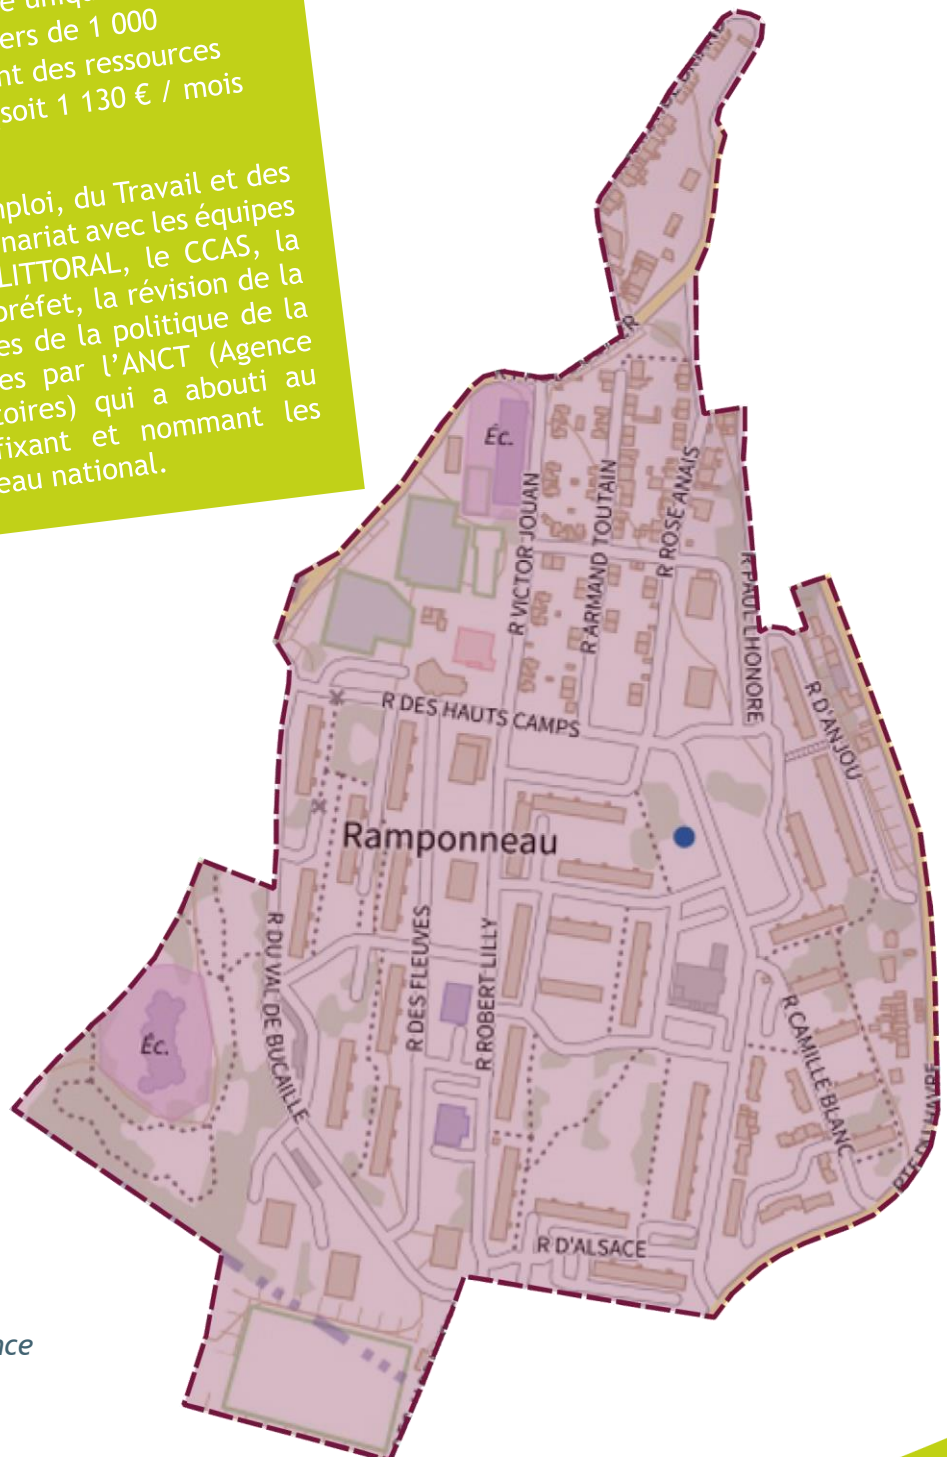 e uniq
ers de 1 000
nt des ressources
soit 1 130 € / mois
ploi, du Travail et des
nariat avec les équipes
LITTORAL, le CCAS, la
préfet, la révision de la
es de la politique de la
es par l’ANCT (Agence
toires) qui a abouti au
fixant et nommant les
eau national.
R
Éc.
R VICTOR JOUAN
R ARMAND TOUTAIN
R ROSE ANAIS
R PAUL LHONORE
R DES HAUTS CAMPS
R D'ANJOU
Ramponneau
R DU VAL DE BUCAILLE
R DES FLEUVES
R ROBERT LILLY
Éc.
R CAMILLE BLANC
RTE DU HAVRE
R D'ALSACE
nce